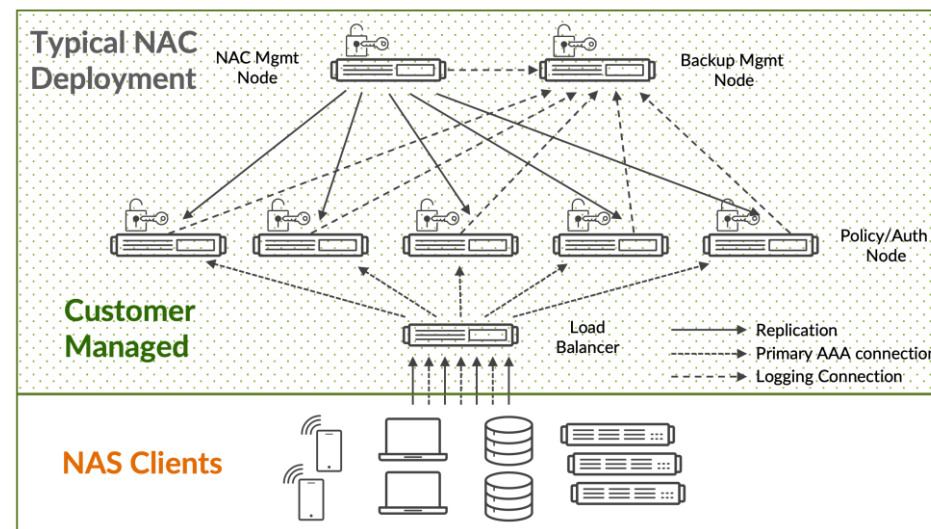 Typical NAC
Deployment
NAC Mgmt
Node
Backup Mgmt
Node
Policy/Auth
Node
Customer
Managed
Load
Balancer
Replication
Primary AAA connection
Logging Connection
NAS Clients